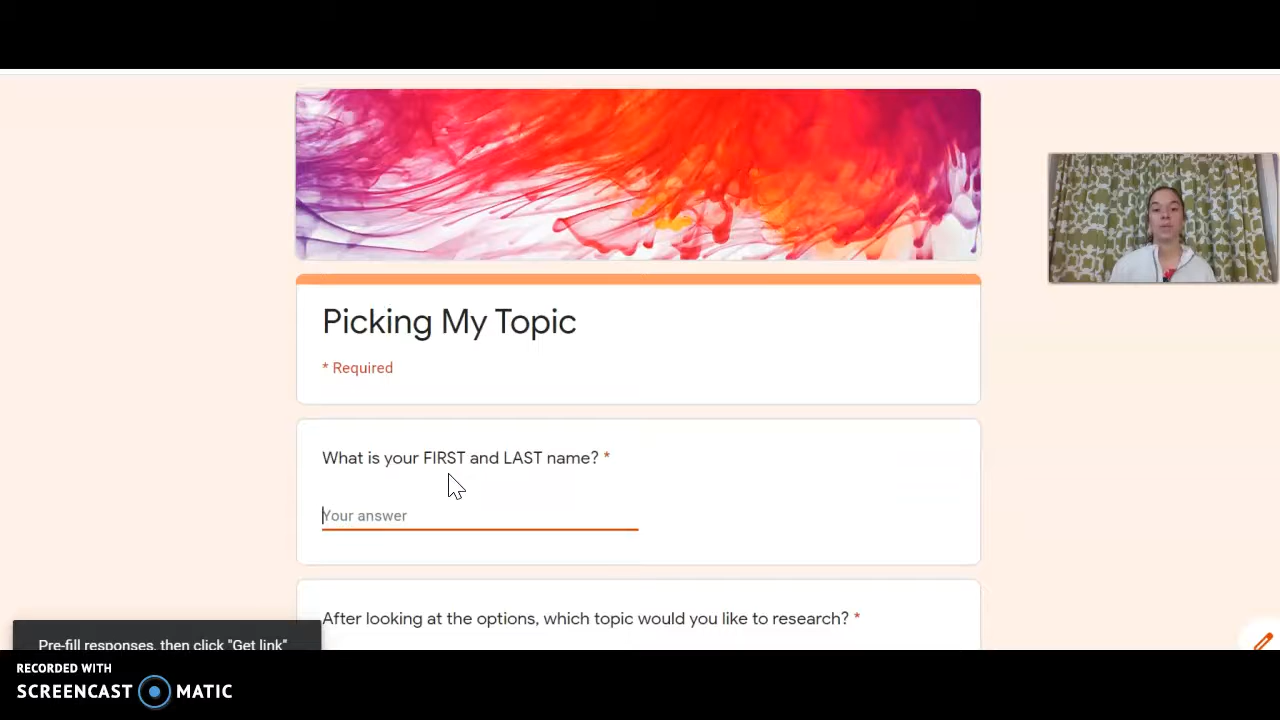 Picking My Topic
* Required
What is your FIRST and LAST name? *
Your answer
After looking at the options, which topic would you like to research? *
Pre-fill responses, then click "Get link"
RECORDED WITH
SCREENCAST MATIC